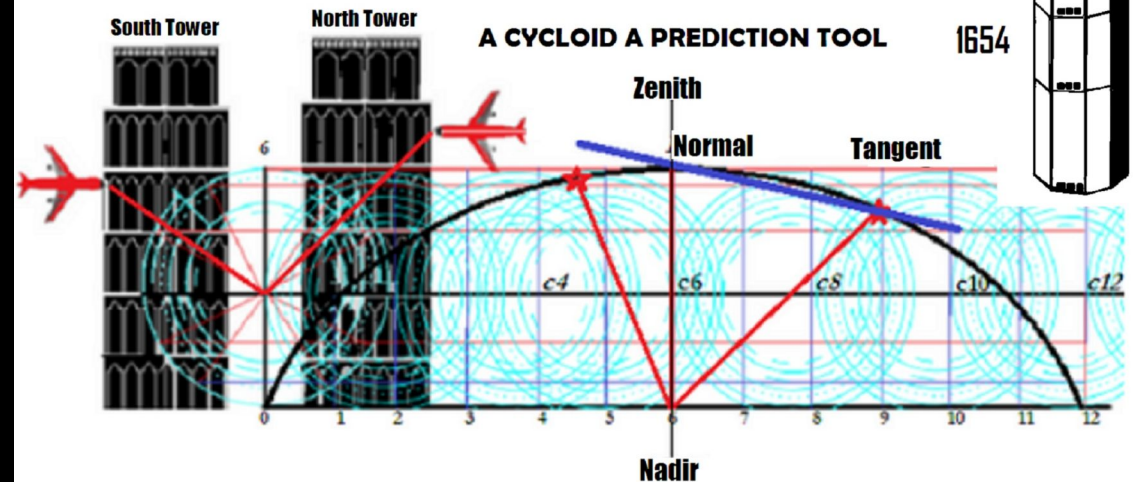 South Tower
North Tower
A CYCLOID A PREDICTION TOOL
1654
Zenith
Normal
Tangent
6
c4
c6
c8
c10
c12
0 1 2 3 4 5 6 7 8 9 10 11 12
Nadir